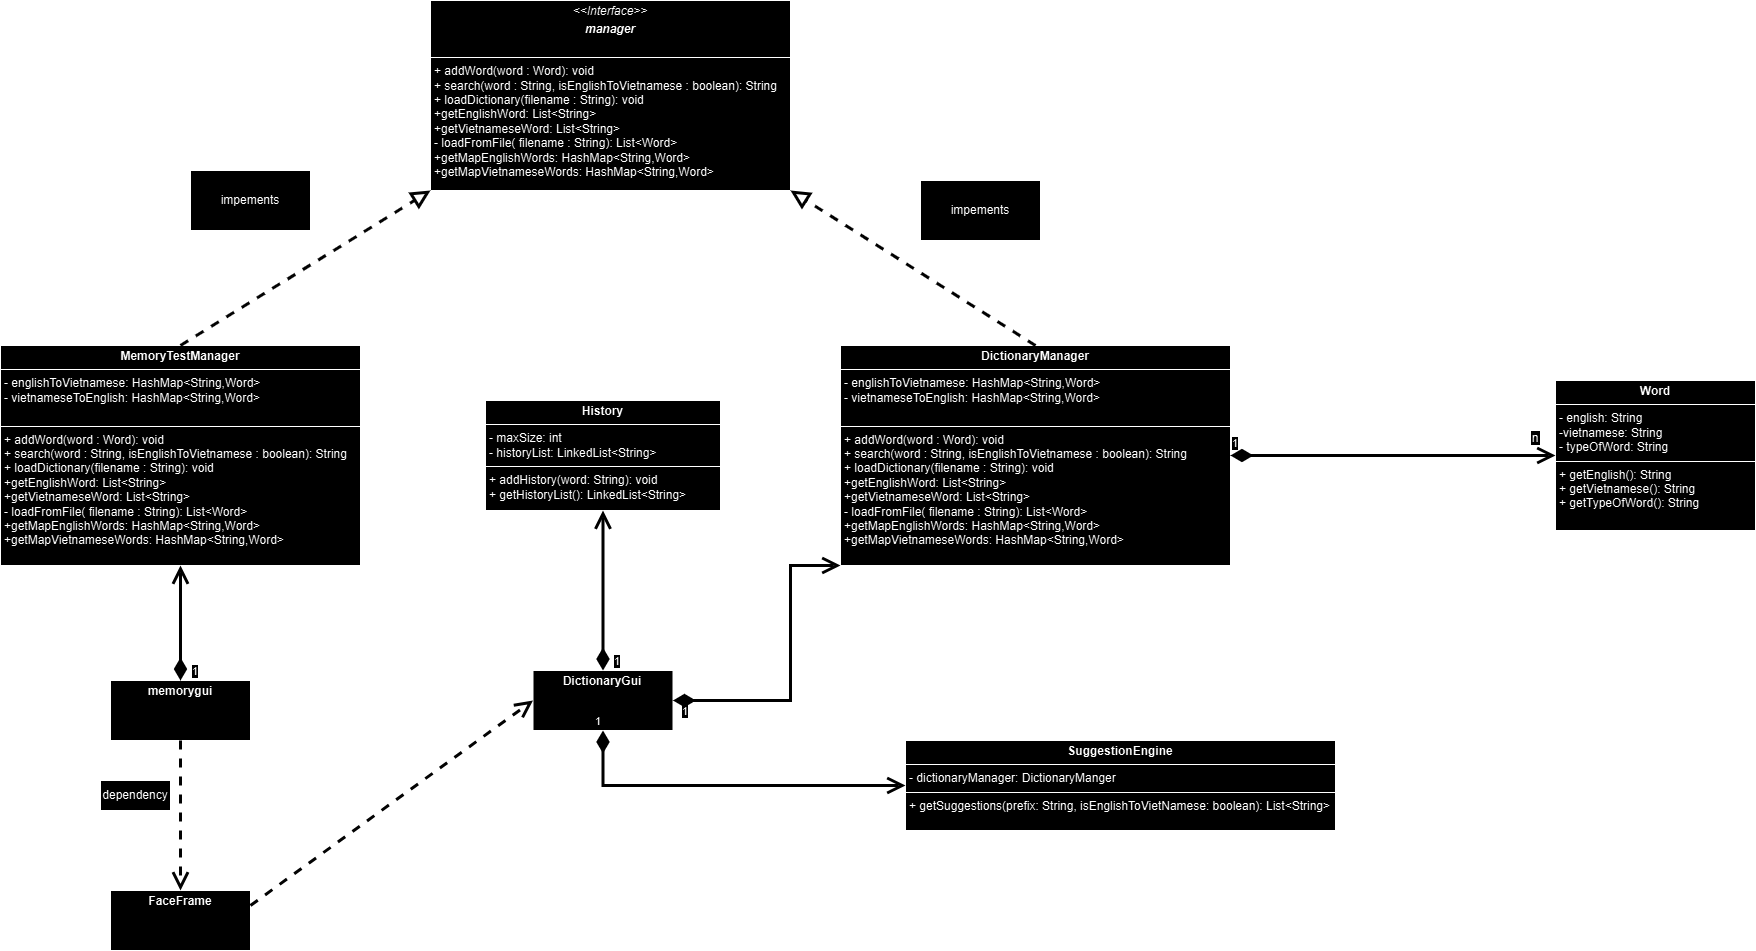 <<Interface>>
manager
+ addWord(word : Word): void
+ search(word : String, isEnglishToVietnamese : boolean): String
+ loadDictionary(filename : String): void
+getEnglishWord: List<String>
+getVietnameseWord: List<String>
- loadFromFile( filename : String): List<Word>
+getMapEnglishWords: HashMap<String,Word>
+getMapVietnameseWords: HashMap<String,Word>
impements
impements
MemoryTestManager
- englishToVietnamese: HashMap<String,Word>
- vietnameseToEnglish: HashMap<String,Word>
+ addWord(word : Word): void
+ search(word : String, isEnglishToVietnamese : boolean): String
+ loadDictionary(filename : String): void
+getEnglishWord: List<String>
+getVietnameseWord: List<String>
- loadFromFile( filename : String): List<Word>
+getMapEnglishWords: HashMap<String,Word>
+getMapVietnameseWords: HashMap<String,Word>
History
- maxSize: int
- historyList: LinkedList<String>
+ addHistory(word: String): void
+ getHistoryList(): LinkedList<String>
DictionaryManager
- englishToVietnamese: HashMap<String,Word>
- vietnameseToEnglish: HashMap<String,Word>
+ addWord(word : Word): void
+ search(word : String, isEnglishToVietnamese : boolean): String
+ loadDictionary(filename : String): void
+getEnglishWord: List<String>
+getVietnameseWord: List<String>
- loadFromFile( filename : String): List<Word>
+getMapEnglishWords: HashMap<String,Word>
+getMapVietnameseWords: HashMap<String,Word>
1
n
Word
- english: String
-vietnamese: String
- typeOfWord: String
+ getEnglish(): String
+ getVietnamese(): String
+ getTypeOfWord(): String
1
memorygui
1
DictionaryGui
1
1
SuggestionEngine
- dictionaryManager: DictionaryManger
+ getSuggestions(prefix: String, isEnglishToVietNamese: boolean): List<String>
dependency
FaceFrame